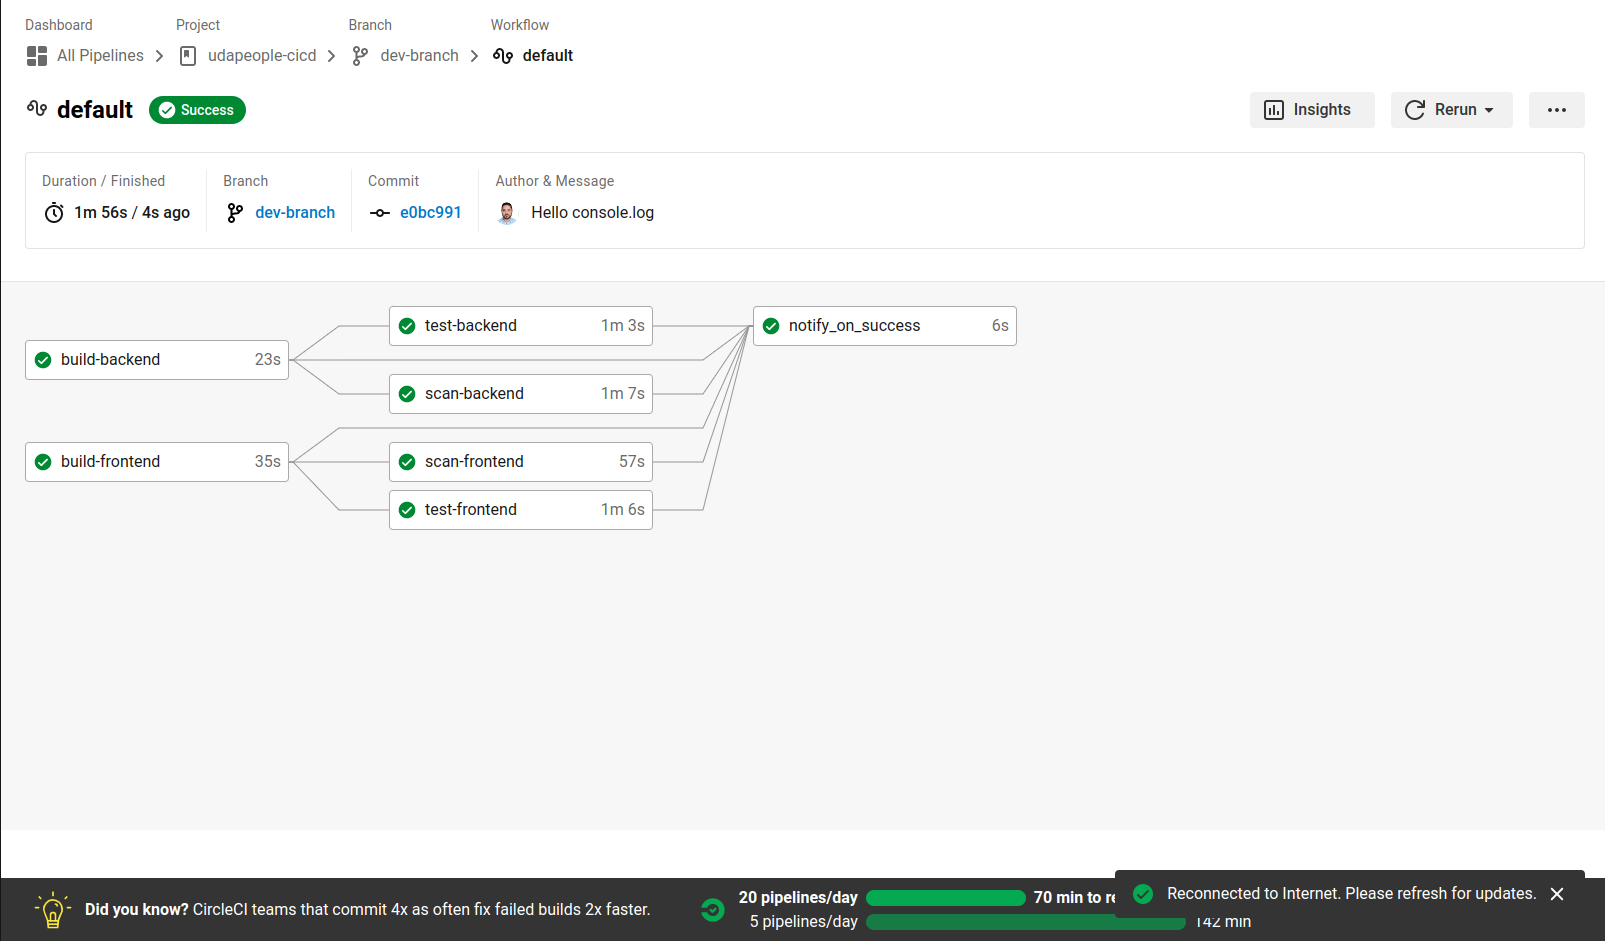 Dashboard Project Branch Workflow
All Pipelines udapeople-cicd dev-branch default
default Success Insights Rerun
Duration / Finished Branch Commit Author & Message
1m 56s / 4s ago dev-branch e0bc991 Hello console.log
test-backend 1m 3s notify_on_success 6s
build-backend 23s
scan-backend 1m 7s
build-frontend 35s scan-frontend 57s
test-frontend 1m 6s
Did you know? CircleCI teams that commit 4x as often fix failed builds 2x faster.
20 pipelines/day 70 min to re
5 pipelines/day 142 min
Reconnected to Internet. Please refresh for updates.